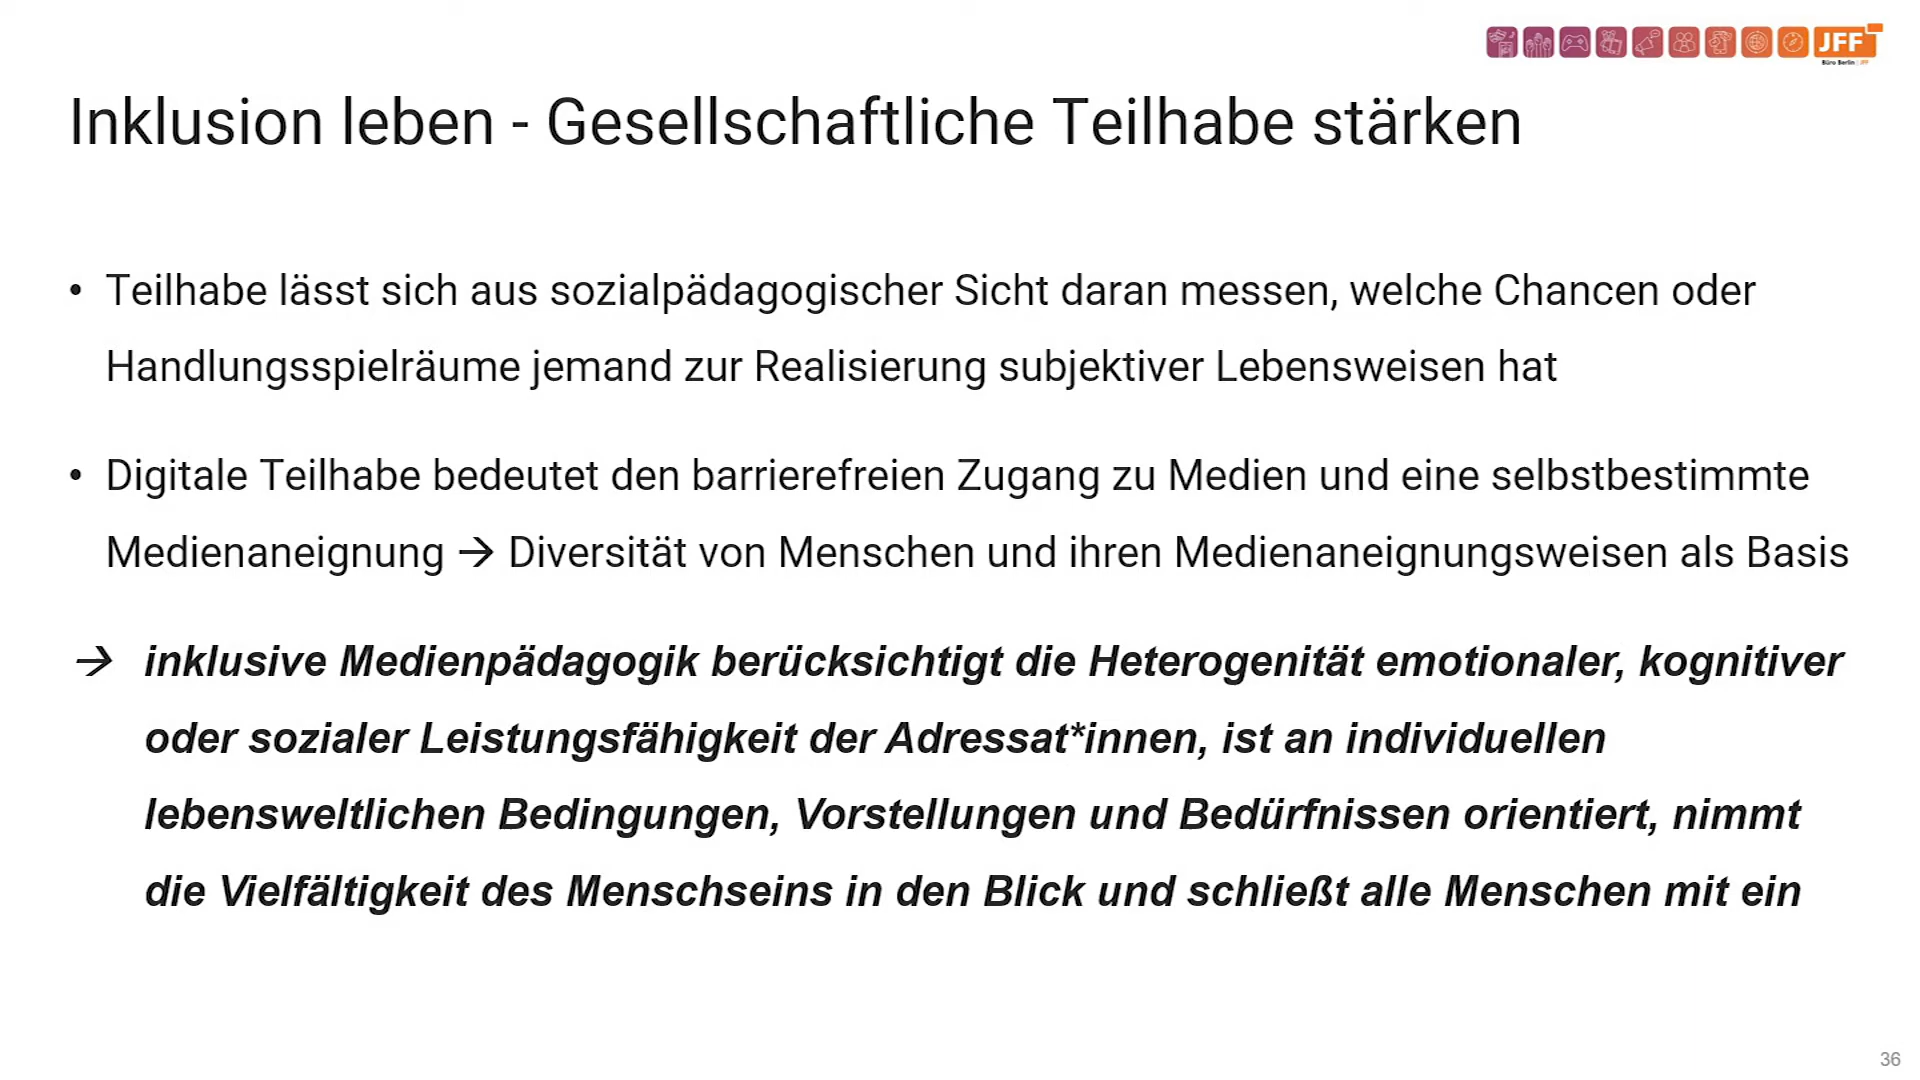 JFF
Büro Berlin | JFF
Inklusion leben - Gesellschaftliche Teilhabe stärken
• Teilhabe lässt sich aus sozialpädagogischer Sicht daran messen, welche Chancen oder
Handlungsspielräume jemand zur Realisierung subjektiver Lebensweisen hat
• Digitale Teilhabe bedeutet den barrierefreien Zugang zu Medien und eine selbstbestimmte
Medienaneignung → Diversität von Menschen und ihren Medienaneignungsweisen als Basis
→ inklusive Medienpädagogik berücksichtigt die Heterogenität emotionaler, kognitiver
oder sozialer Leistungsfähigkeit der Adressat*innen, ist an individuellen
lebensweltlichen Bedingungen, Vorstellungen und Bedürfnissen orientiert, nimmt
die Vielfältigkeit des Menschseins in den Blick und schließt alle Menschen mit ein
36